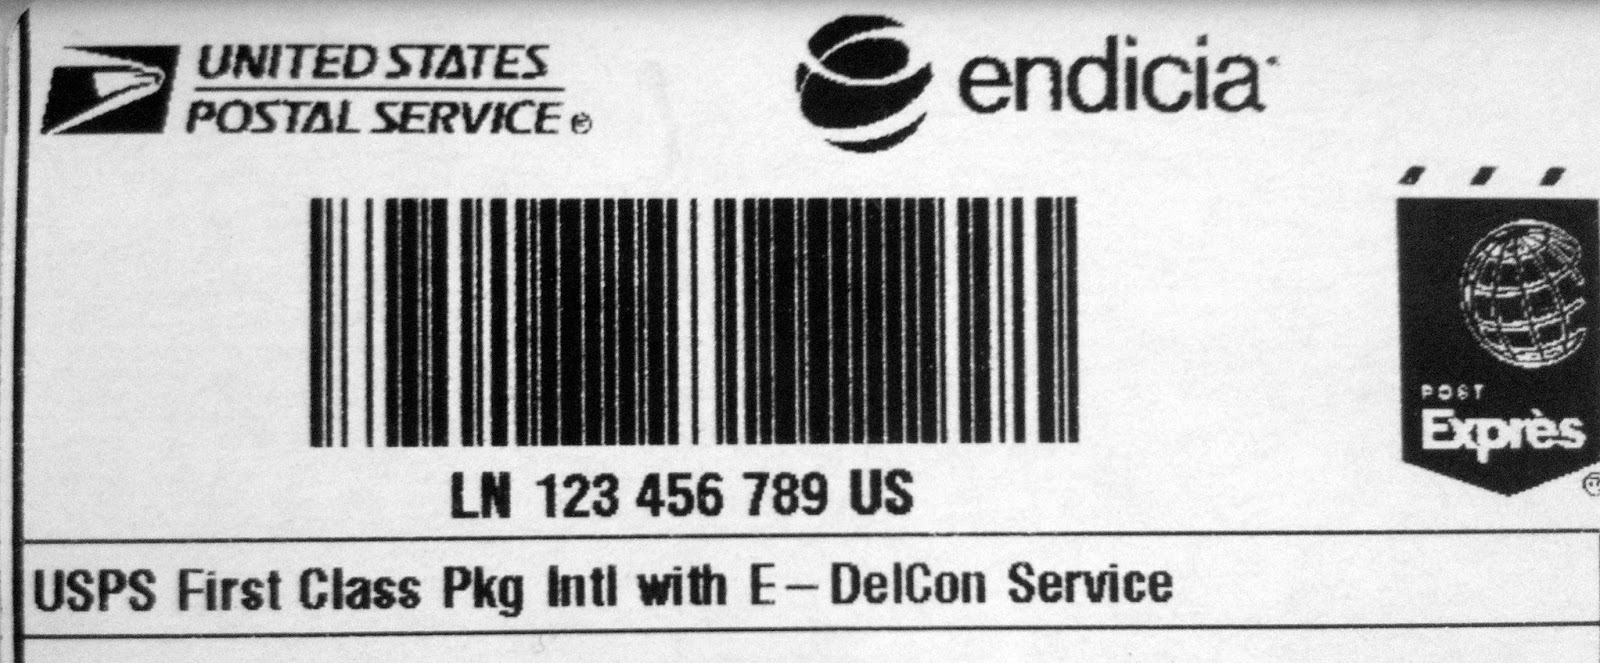 UNITED STATES
POSTAL SERVICE®
endicia
LN 123 456 789 US
POST
Exprès
USPS First Class Pkg Intl with E-DelCon Service